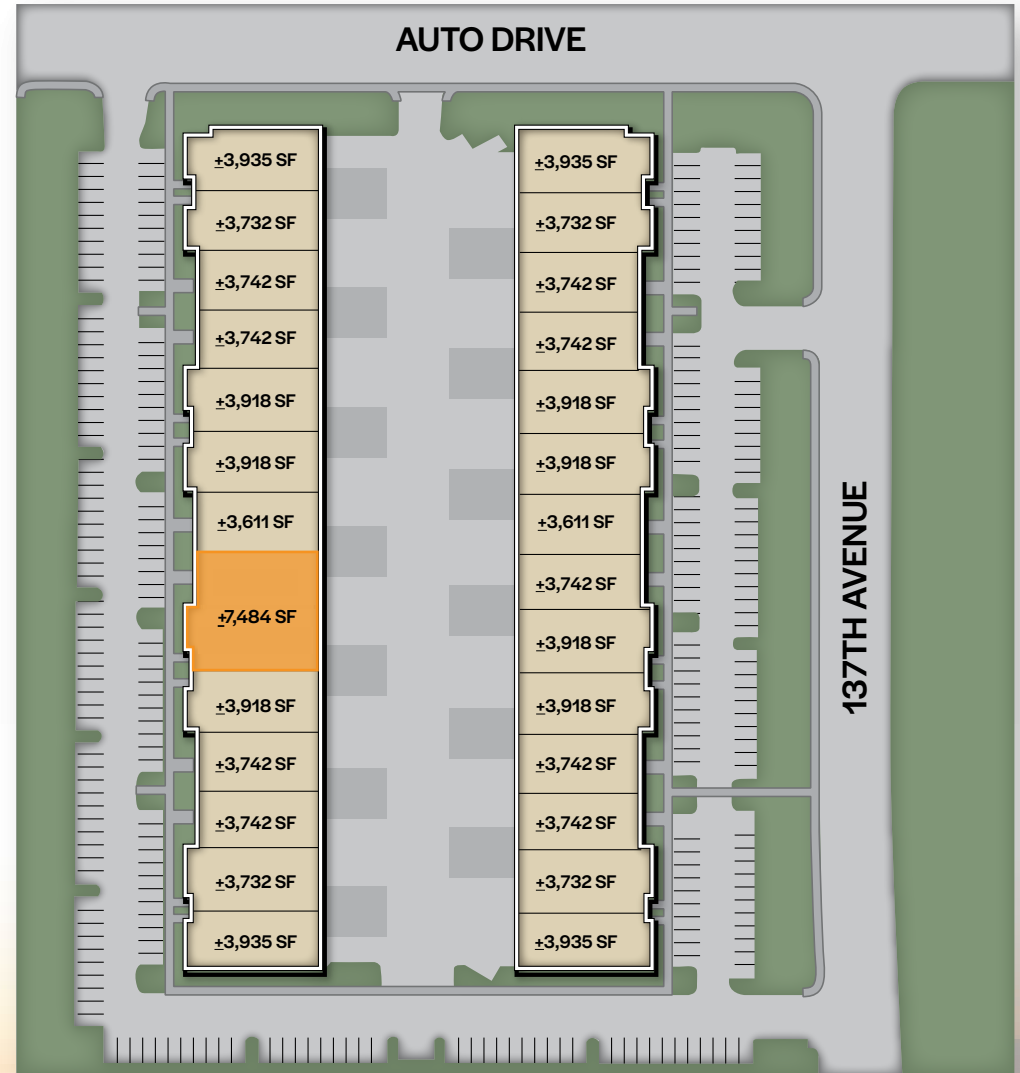 AUTO DRIVE
±3,935 SF
±3,732 SF
±3,742 SF
±3,742 SF
±3,918 SF
±3,918 SF
±3,611 SF
±7,484 SF
±3,918 SF
±3,742 SF
±3,742 SF
±3,732 SF
±3,935 SF
±3,935 SF
±3,732 SF
±3,742 SF
±3,742 SF
±3,918 SF
±3,918 SF
±3,611 SF
±3,742 SF
±3,918 SF
±3,918 SF
±3,742 SF
±3,742 SF
±3,732 SF
±3,935 SF
137TH AVENUE